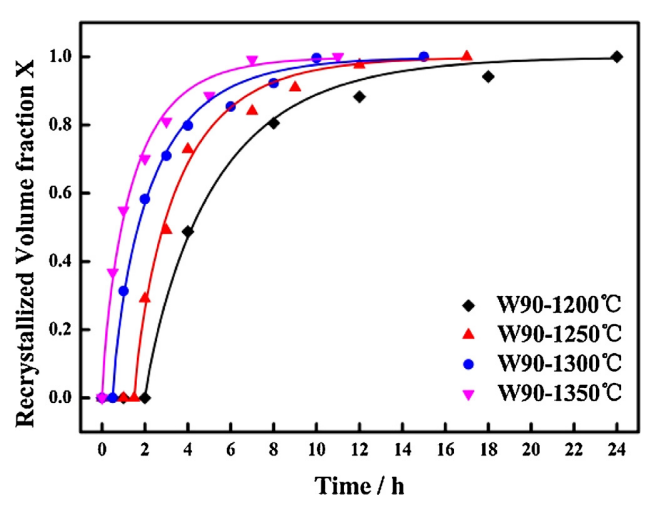 Recrystallized Volume fraction X
1.0
0.8
0.6
0.4
0.2
0.0
W90-1200℃
W90-1250℃
W90-1300℃
W90-1350℃
0 2 4 6 8 10 12 14 16 18 20 22 24
Time / h